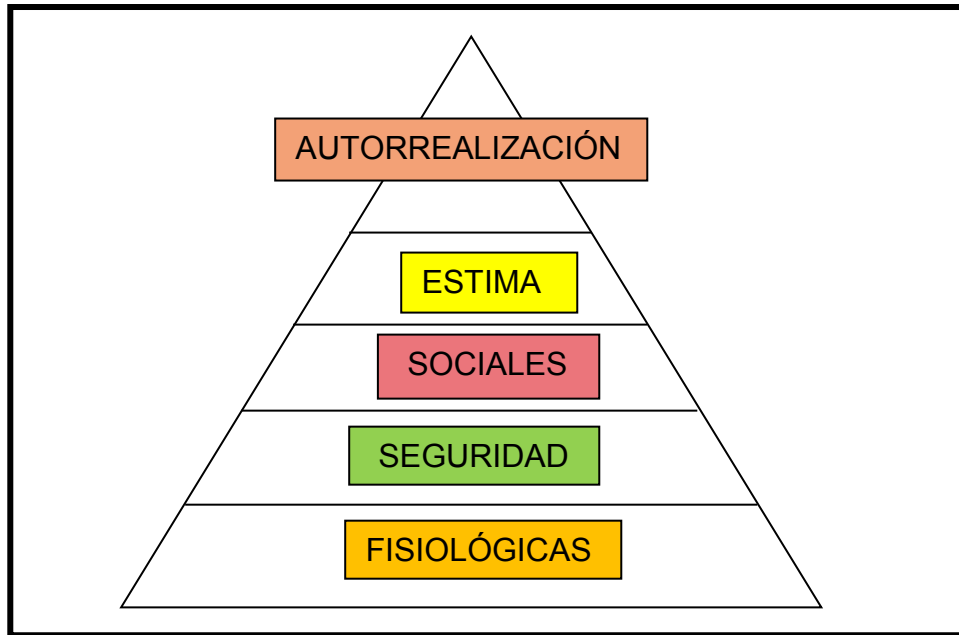 AUTORREALIZACIÓN
ESTIMA
SOCIALES
SEGURIDAD
FISIOLÓGICAS